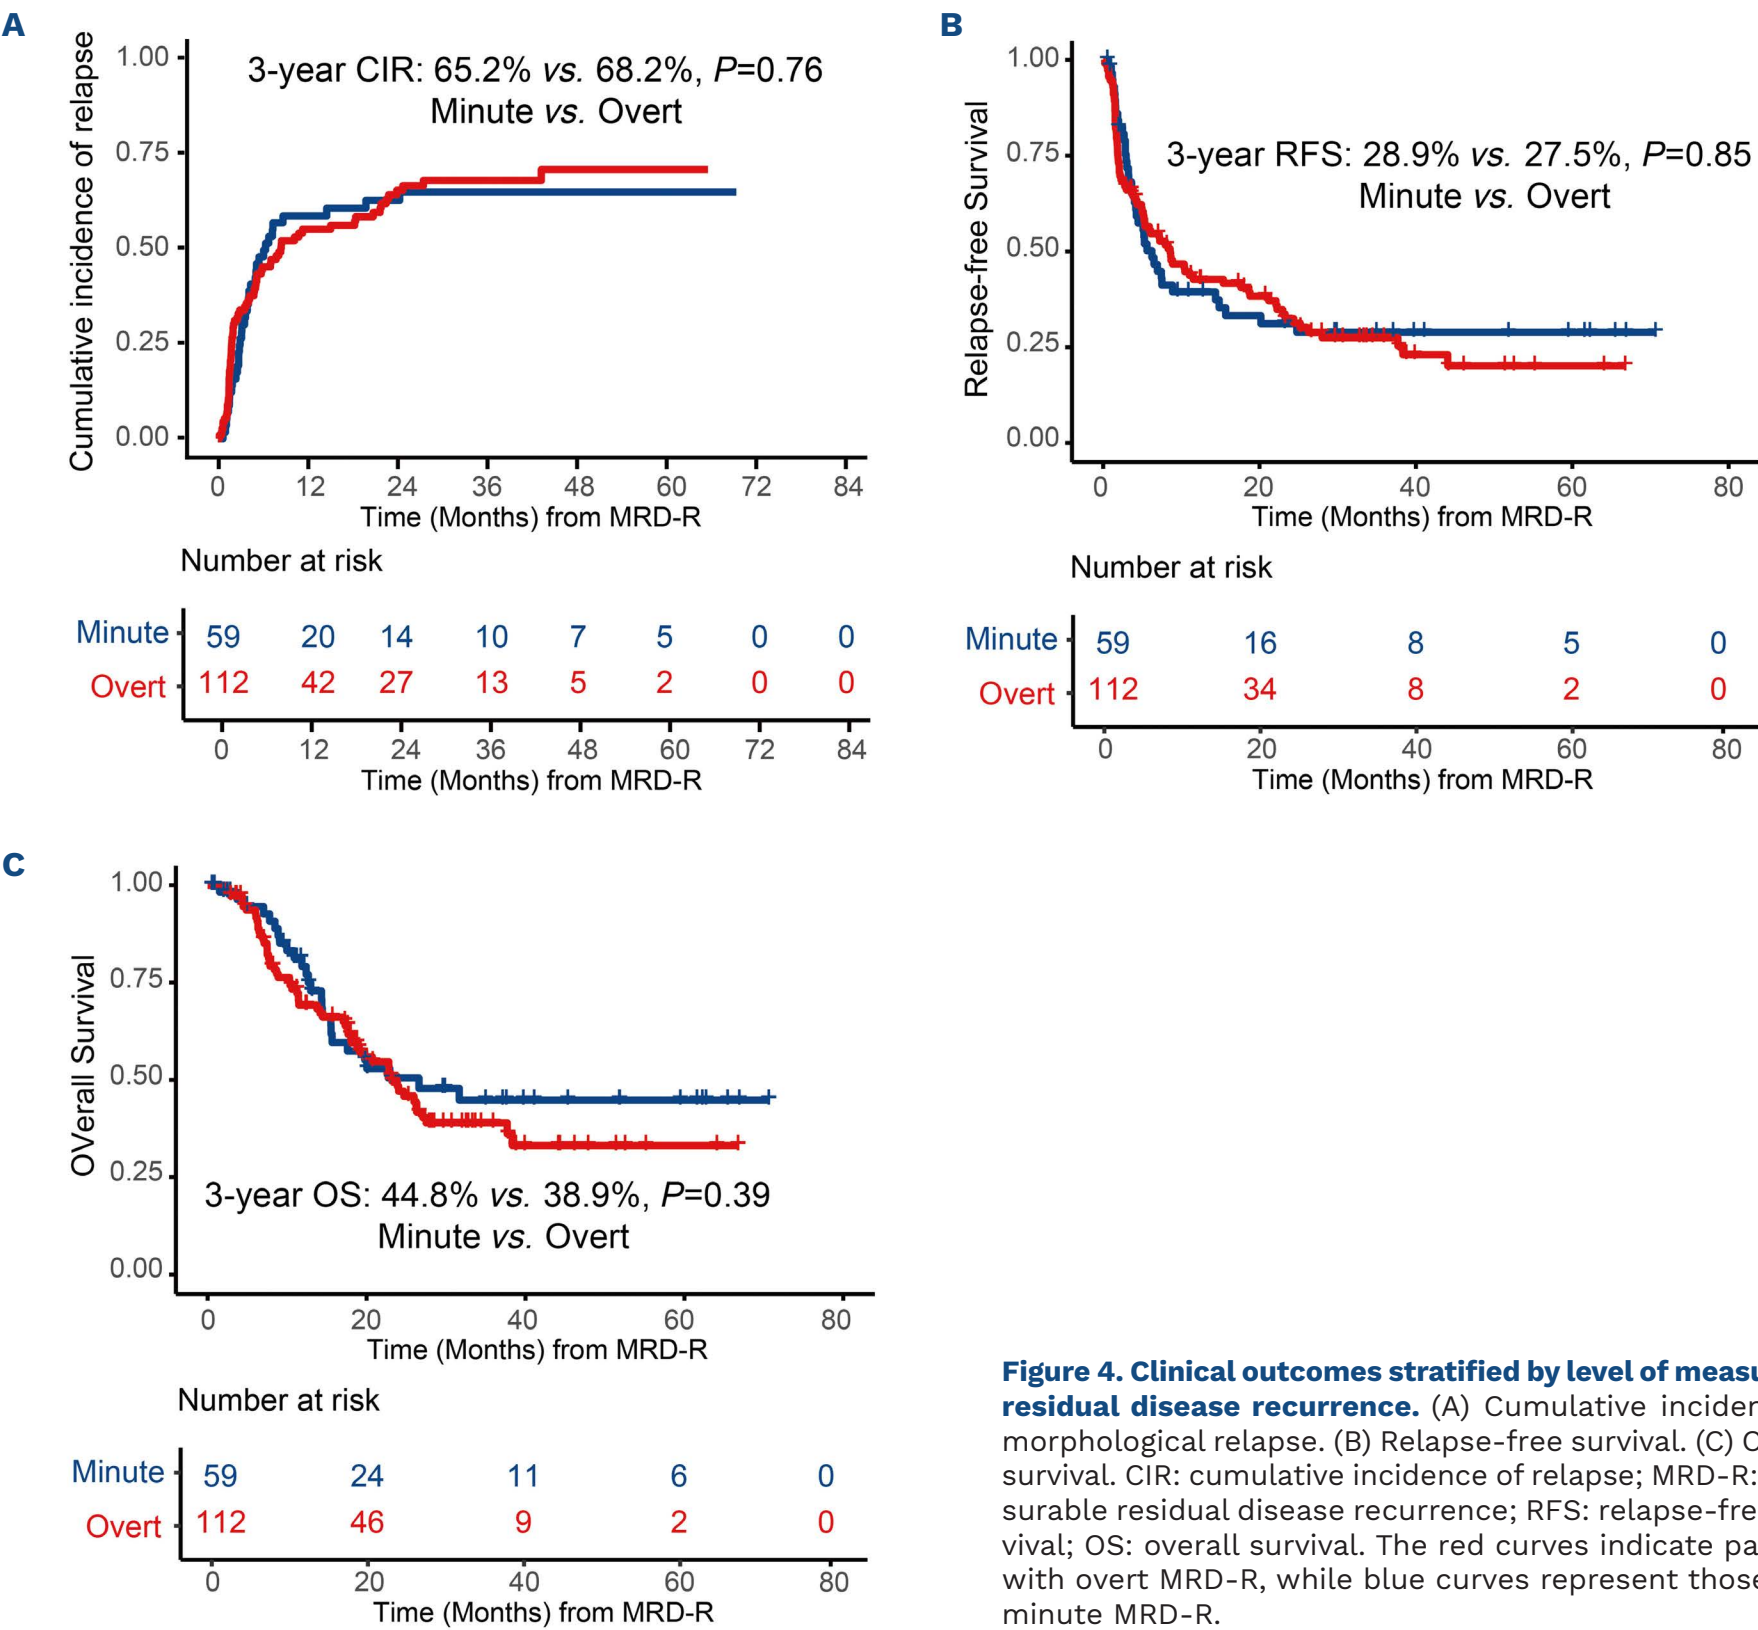 A
Cumulative incidence of relapse
1.00
0.75
0.50
0.25
0.00
3-year CIR: 65.2% vs. 68.2%, P=0.76
Minute vs. Overt
0 12 24 36 48 60 72 84
Time (Months) from MRD-R
Number at risk
Minute 59 20 14 10 7 5 0 0
Overt 112 42 27 13 5 2 0 0
0 12 24 36 48 60 72 84
Time (Months) from MRD-R
B
Relapse-free Survival
1.00
0.75
0.50
0.25
0.00
3-year RFS: 28.9% vs. 27.5%, P=0.85
Minute vs. Overt
0 20 40 60 80
Time (Months) from MRD-R
Number at risk
Minute 59 16 8 5 0
Overt 112 34 8 2 0
0 20 40 60 80
Time (Months) from MRD-R
C
OVerall Survival
1.00
0.75
0.50
0.25
0.00
3-year OS: 44.8% vs. 38.9%, P=0.39
Minute vs. Overt
0 20 40 60 80
Time (Months) from MRD-R
Number at risk
Minute 59 24 11 6 0
Overt 112 46 9 2 0
0 20 40 60 80
Time (Months) from MRD-R
Figure 4. Clinical outcomes stratified by level of measu
residual disease recurrence. (A) Cumulative inciden
morphological relapse. (B) Relapse-free survival. (C) O
survival. CIR: cumulative incidence of relapse; MRD-R:
surable residual disease recurrence; RFS: relapse-fre
vival; OS: overall survival. The red curves indicate pa
with overt MRD-R, while blue curves represent those
minute MRD-R.